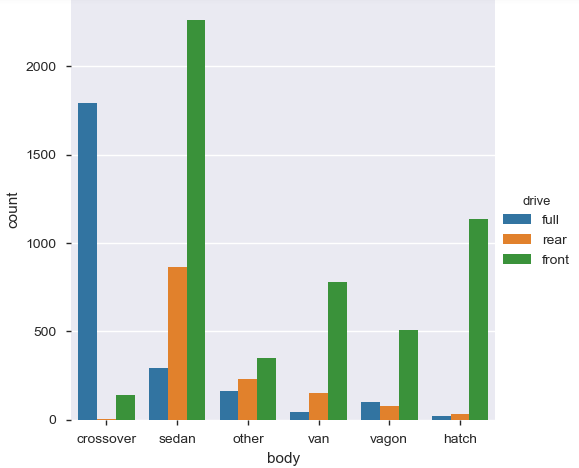 2000
1500
1000
500
0
count
crossover sedan other van vagon hatch
body
drive
full
rear
front